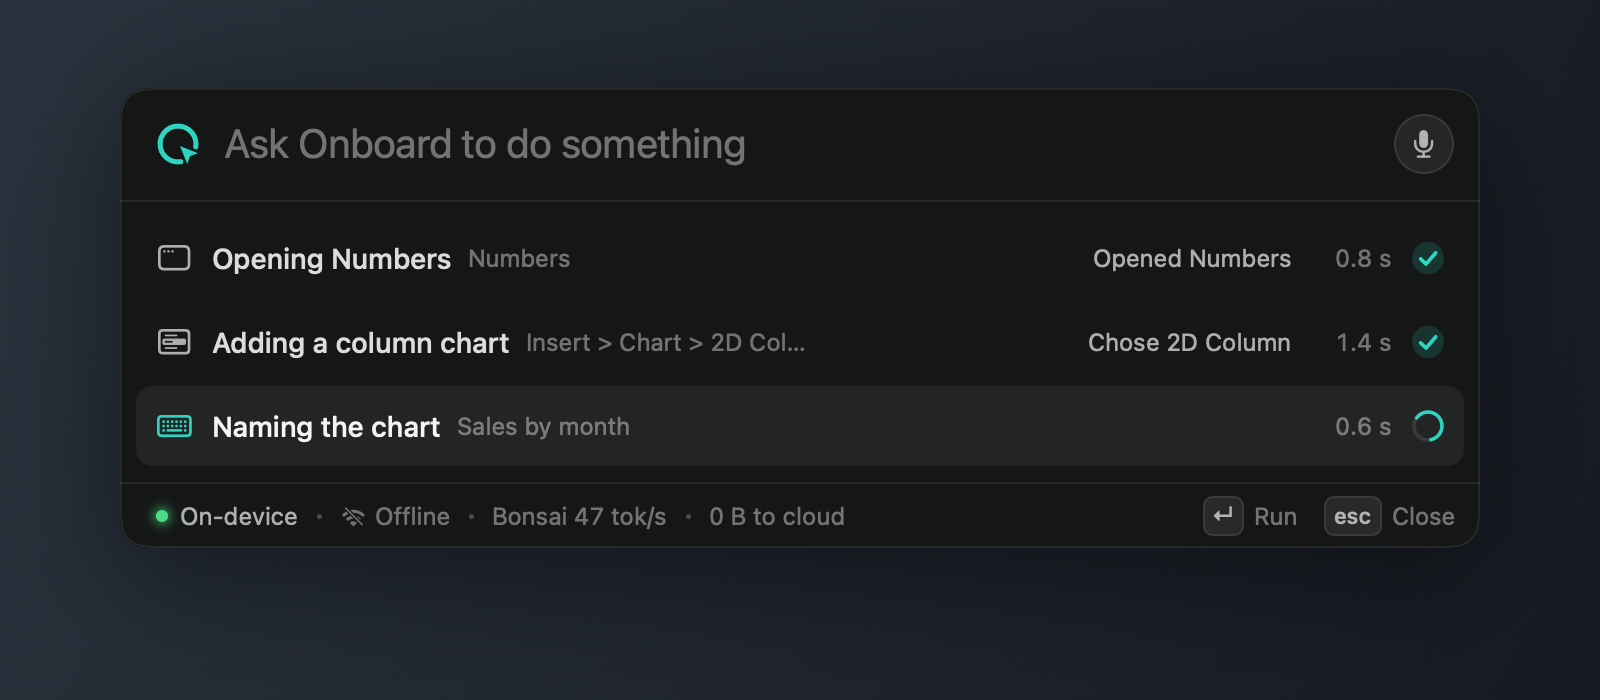 Ask Onboard to do something
Opening Numbers Numbers Opened Numbers 0.8 s
Adding a column chart Insert > Chart > 2D Col... Chose 2D Column 1.4 s
Naming the chart Sales by month 0.6 s
On-device · Offline · Bonsai 47 tok/s · 0 B to cloud Run esc Close